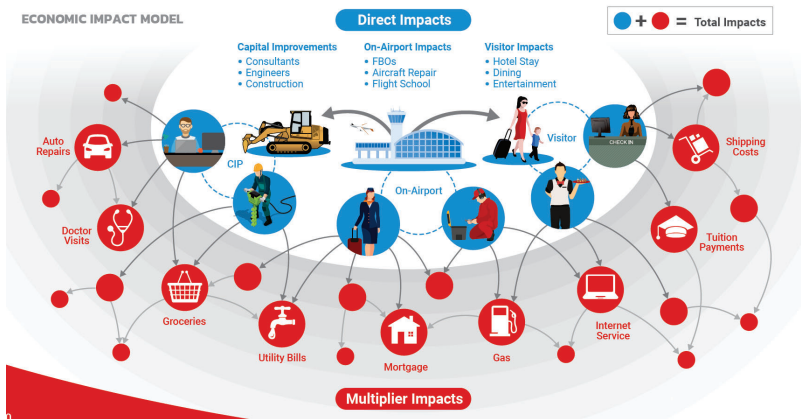 ECONOMIC IMPACT MODEL
Direct Impacts
+ = Total Impacts
Capital Improvements
• Consultants
• Engineers
• Construction
On-Airport Impacts
• FBOs
• Aircraft Repair
• Flight School
Visitor Impacts
• Hotel Stay
• Dining
• Entertainment
Auto
Repairs
CIP
Visitor
CHECK IN
Shipping
Costs
On-Airport
Doctor
Visits
Tuition
Payments
Groceries
Utility Bills
Mortgage
Gas
Internet
Service
Multiplier Impacts